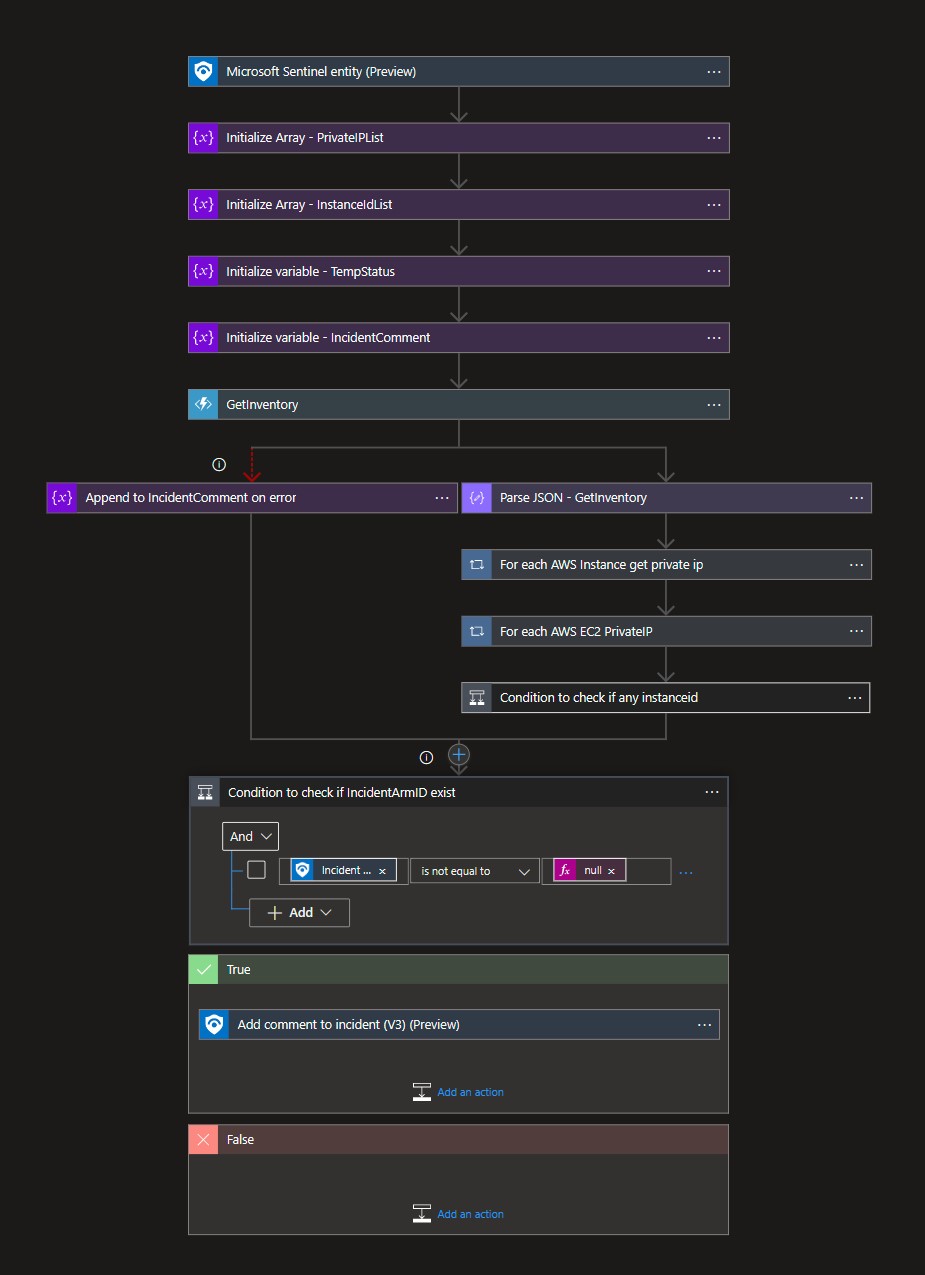 Microsoft Sentinel entity (Preview)
Initialize Array - PrivateIPList
Initialize Array - InstanceIdList
Initialize variable - TempStatus
Initialize variable - IncidentComment
GetInventory
Append to IncidentComment on error
Parse JSON - GetInventory
For each AWS Instance get private ip
For each AWS EC2 PrivateIP
Condition to check if any instanceid
Condition to check if IncidentArmID exist
And
Incident ... × is not equal to fx null ×
+ Add
True
Add comment to incident (V3) (Preview)
Add an action
False
Add an action